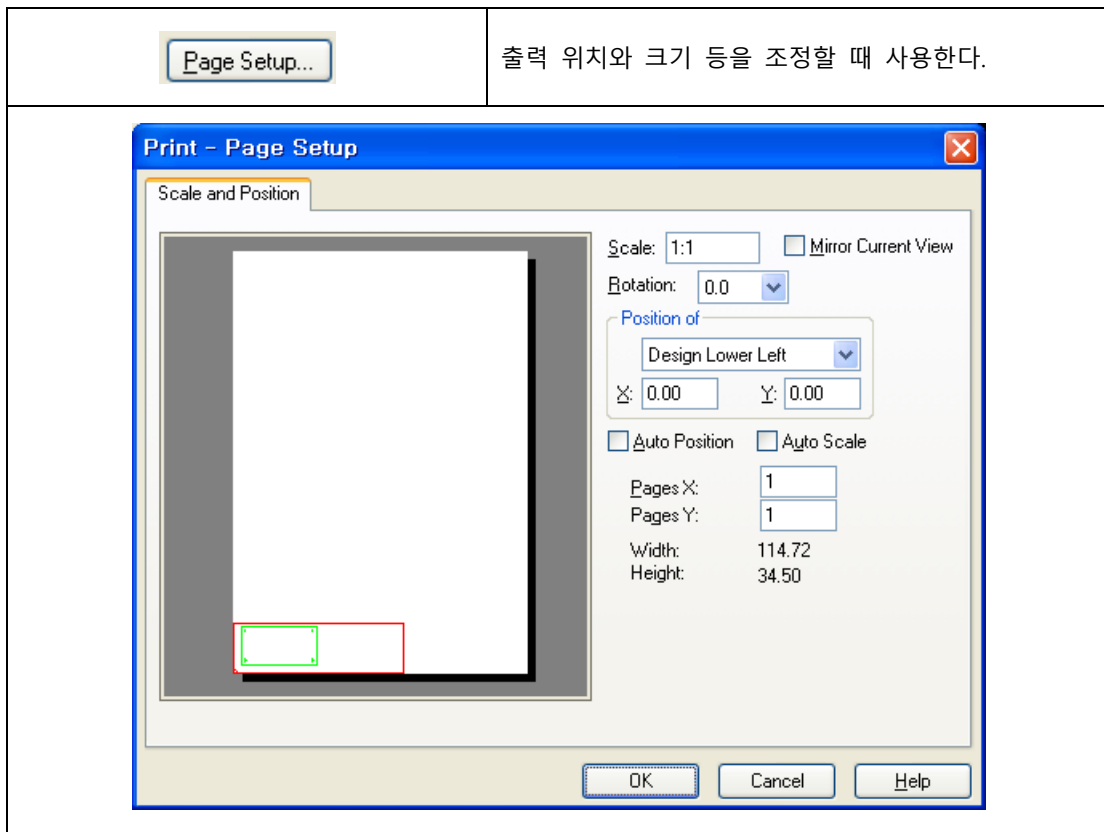 Page Setup...
출력 위치와 크기 등을 조정할 때 사용한다.
Print - Page Setup
Scale and Position
Scale: 1:1 Mirror Current View
Rotation: 0.0
Position of
Design Lower Left
X: 0.00 Y: 0.00
Auto Position Auto Scale
Pages X: 1
Pages Y: 1
Width: 114.72
Height: 34.50
OK Cancel Help